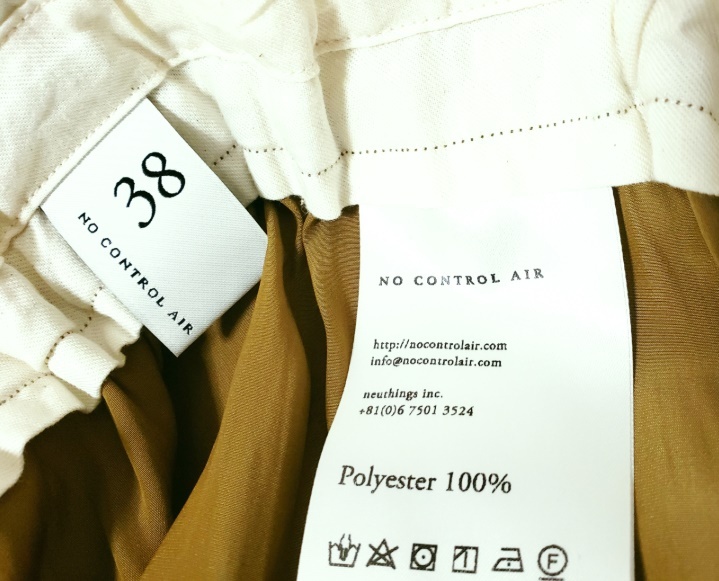 38
NO CONTROL AIR
NO CONTROL AIR
http://nocontrolair.com
info@nocontrolair.com
neuthings inc.
+81(0)6 7501 3524
Polyester 100%
F